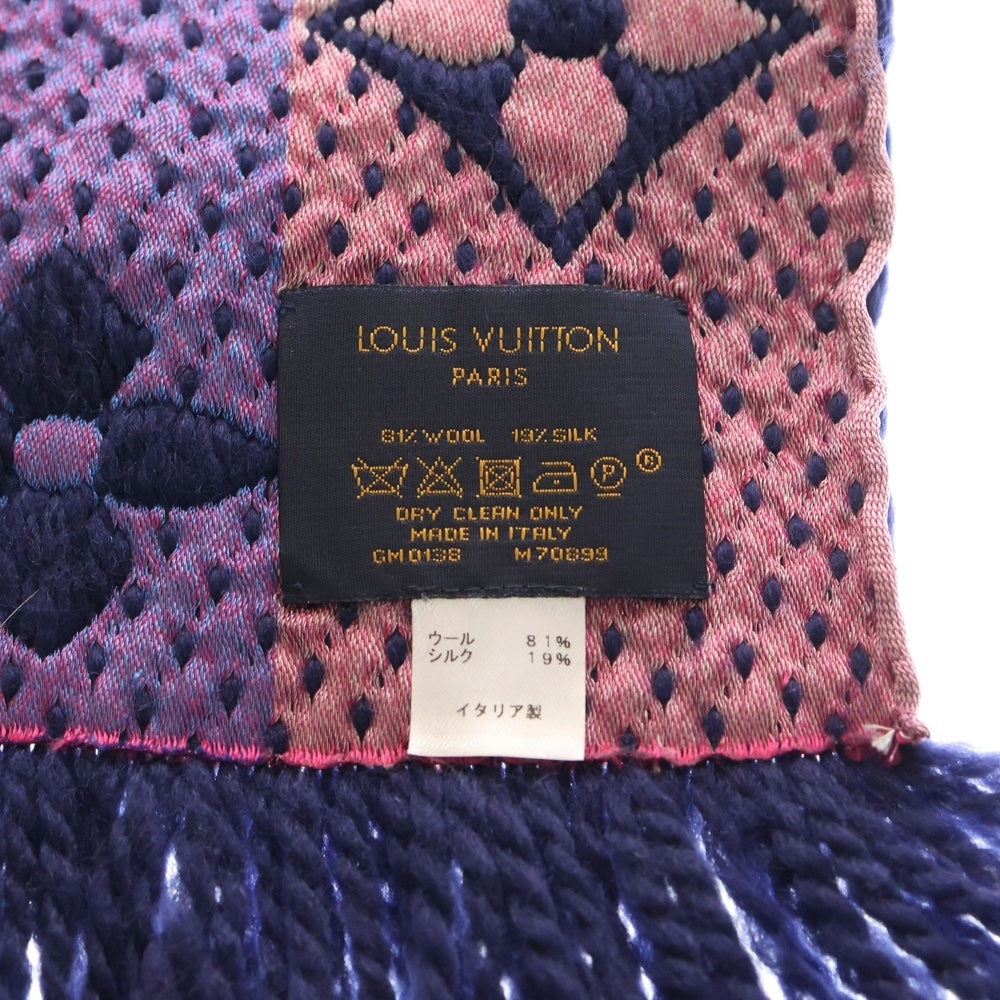 LOUIS VUITTON
PARIS
81% WOOL 19% SILK
P ®
DRY CLEAN ONLY
MADE IN ITALY
GM0138 M70899
ウール 81%
シルク 19%
イタリア製